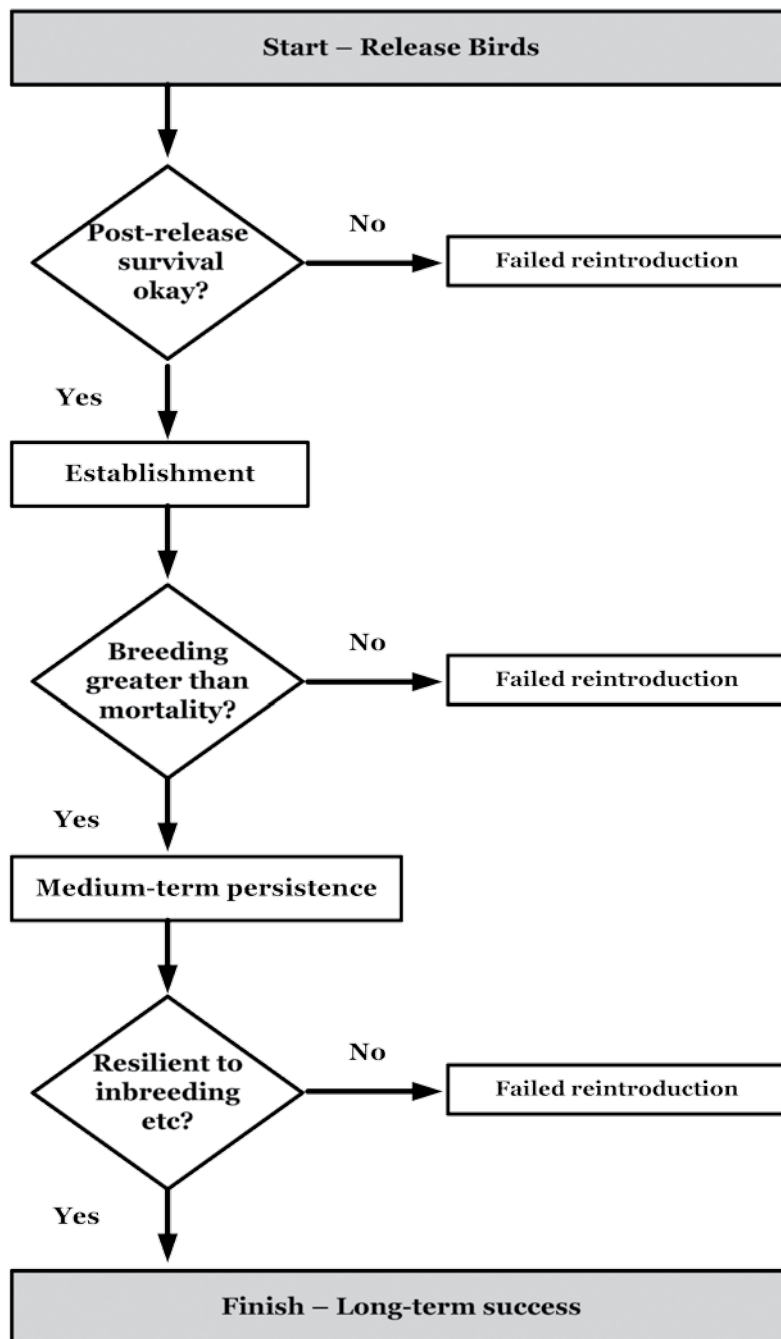 Start – Release Birds
Post-release
survival
okay?
No
Failed reintroduction
Yes
Establishment
Breeding
greater than
mortality?
No
Failed reintroduction
Yes
Medium-term persistence
Resilient to
inbreeding
etc?
No
Failed reintroduction
Yes
Finish – Long-term success